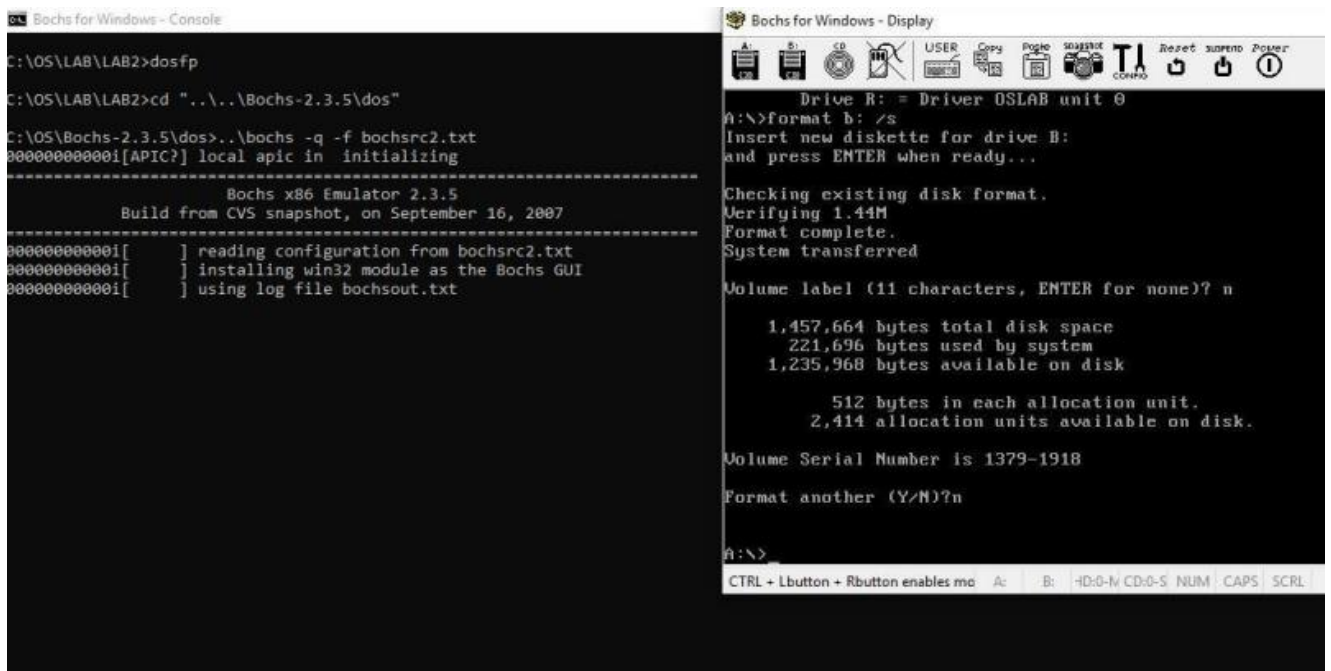 Bochs for Windows - Console
C:\OS\LAB\LAB2>dosfp
C:\OS\LAB\LAB2>cd "..\..\Bochs-2.3.5\dos"
C:\OS\Bochs-2.3.5\dos>..\bochs -q -f bochsrc2.txt
00000000000i[APIC?] local apic in  initializing
========================================================================
Bochs x86 Emulator 2.3.5
Build from CVS snapshot, on September 16, 2007
========================================================================
00000000000i[     ] reading configuration from bochsrc2.txt
00000000000i[     ] installing win32 module as the Bochs GUI
00000000000i[     ] using log file bochsout.txt
Bochs for Windows - Display
A: B: CD USER Copy Paste snapshot CONFIG Reset SUSPEND Power
Drive R: = Driver OSLAB unit 0
A:\>format b: /s
Insert new diskette for drive B:
and press ENTER when ready...
Checking existing disk format.
Verifying 1.44M
Format complete.
System transferred
Volume label (11 characters, ENTER for none)? n
1,457,664 bytes total disk space
221,696 bytes used by system
1,235,968 bytes available on disk
512 bytes in each allocation unit.
2,414 allocation units available on disk.
Volume Serial Number is 1379-1918
Format another (Y/N)?n
A:\>_
CTRL + Lbutton + Rbutton enables mo A: B: HD:0-M CD:0-S NUM CAPS SCRL